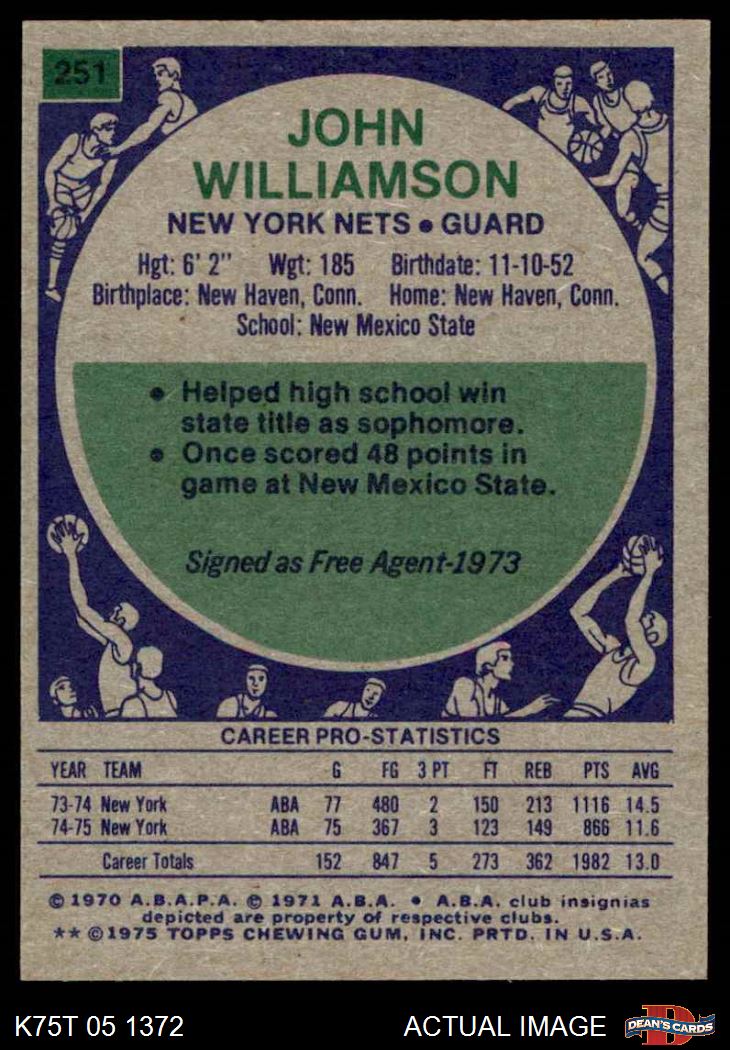 251
JOHN
WILLIAMSON
NEW YORK NETS • GUARD
Hgt: 6' 2" Wgt: 185 Birthdate: 11-10-52
Birthplace: New Haven, Conn. Home: New Haven, Conn.
School: New Mexico State
• Helped high school win
state title as sophomore.
• Once scored 48 points in
game at New Mexico State.
Signed as Free Agent-1973
CAREER PRO-STATISTICS
YEAR TEAM G FG 3 PT FT REB PTS AVG
73-74 New York ABA 77 480 2 150 213 1116 14.5
74-75 New York ABA 75 367 3 123 149 866 11.6
Career Totals 152 847 5 273 362 1982 13.0
© 1970 A.B.A.P.A. © 1971 A.B.A. • A.B.A. club insignias
depicted are property of respective clubs.
** ©1975 TOPPS CHEWING GUM, INC. PRTD. IN U.S.A.
K75T 05 1372 ACTUAL IMAGE D DEAN'S CARDS